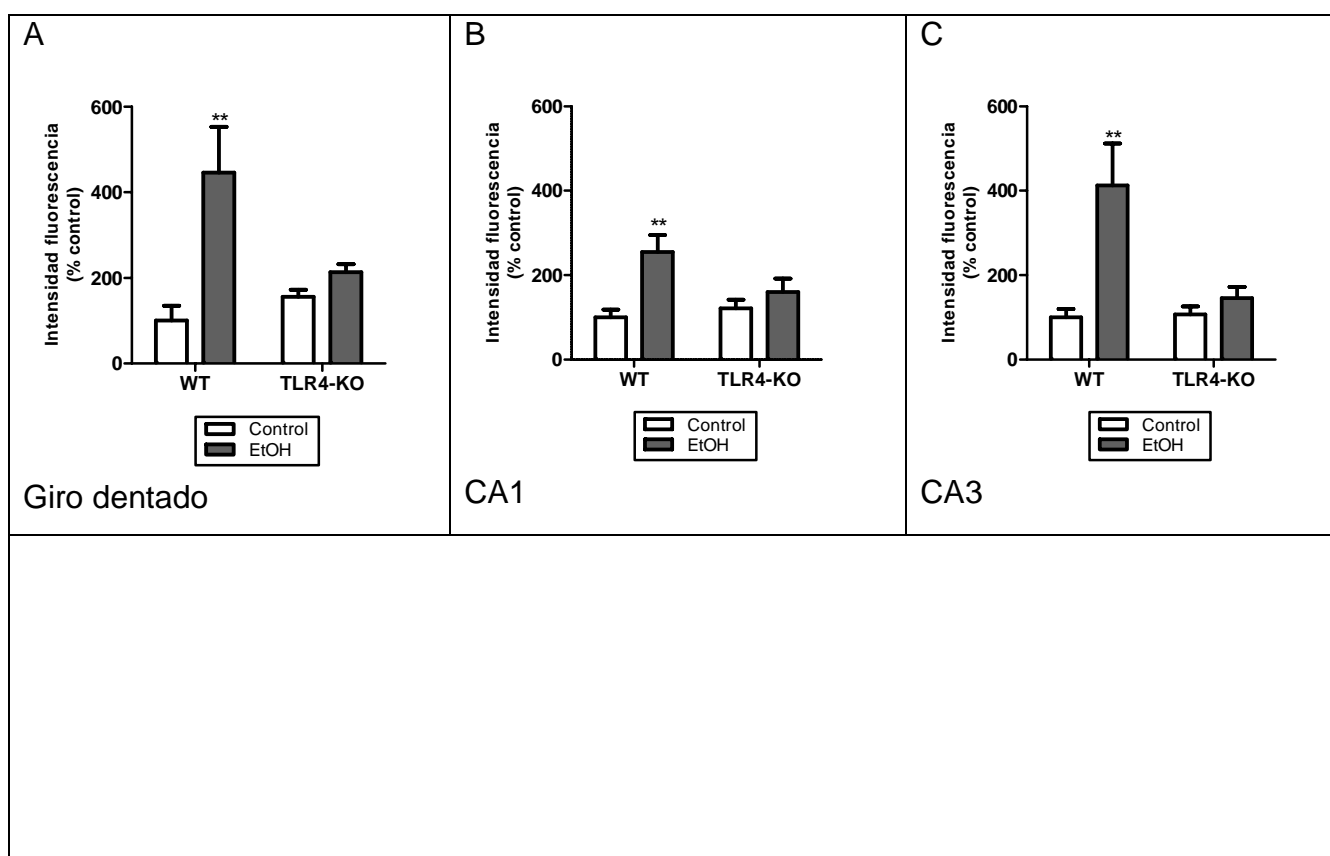 A
Intensidad fluorescencia
(% control)
600
400
200
0
**
WT
TLR4-KO
Control
EtOH
Giro dentado
B
Intensidad fluorescencia
(% control)
600
400
200
0
**
WT
TLR4-KO
Control
EtOH
CA1
C
Intensidad fluorescencia
(% control)
600
400
200
0
**
WT
TLR4-KO
Control
EtOH
CA3